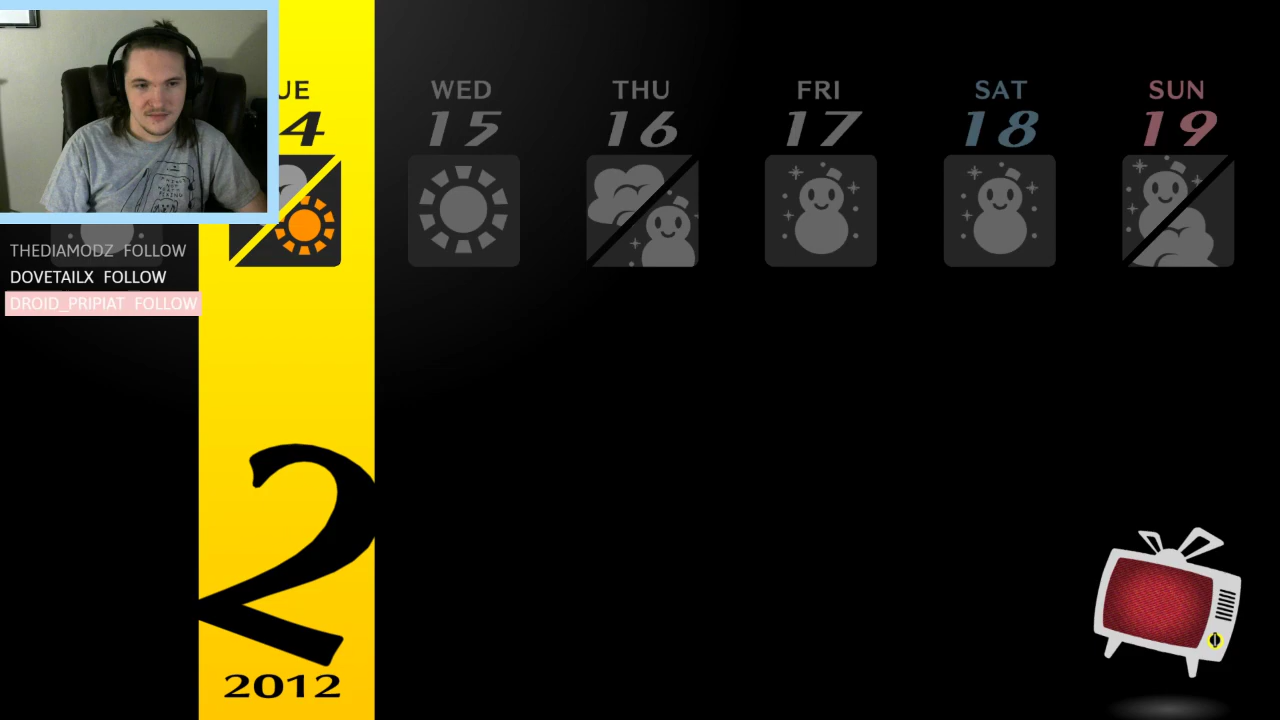 UE WED THU FRI SAT SUN
4 15 16 17 18 19
THEDIAMODZ FOLLOW
DOVETAILX FOLLOW
DROID_PRIPIAT FOLLOW
2
2012